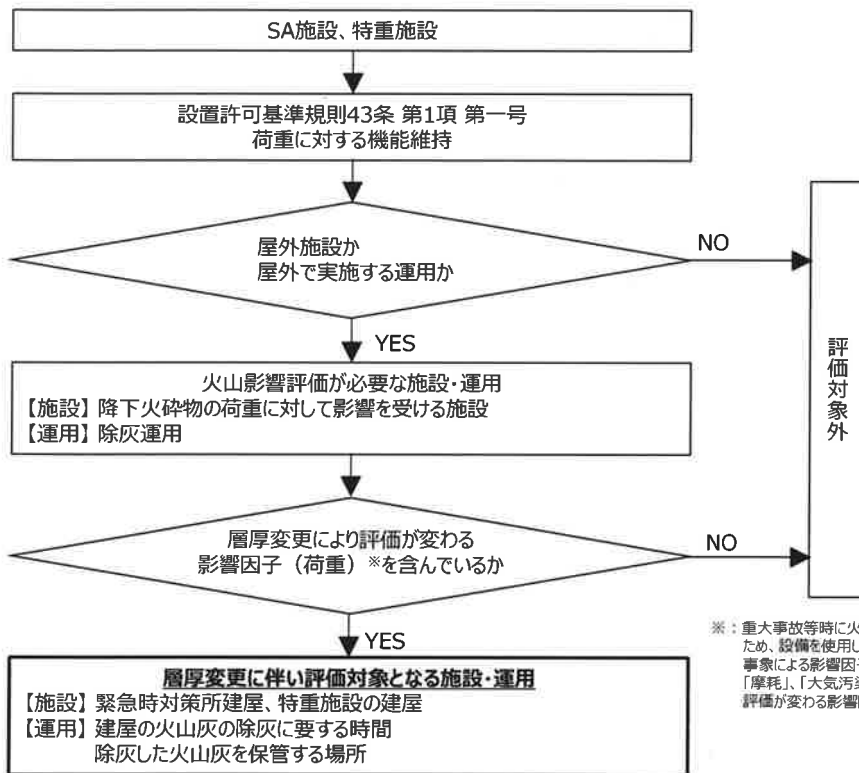 SA施設、特重施設
設置許可基準規則43条 第1項 第一号
荷重に対する機能維持
屋外施設か
屋外で実施する運用か
NO
YES
評価対象外
火山影響評価が必要な施設・運用
【施設】降下火砕物の荷重に対して影響を受ける施設
【運用】除灰運用
層厚変更により評価が変わる
影響因子（荷重）※を含んでいるか
NO
YES
※：重大事故等時に火
ため、設備を使用し
事象による影響因子
「摩耗」、「大気汚染
評価が変わる影響
層厚変更に伴い評価対象となる施設・運用
【施設】緊急時対策所建屋、特重施設の建屋
【運用】建屋の火山灰の除灰に要する時間
除灰した火山灰を保管する場所